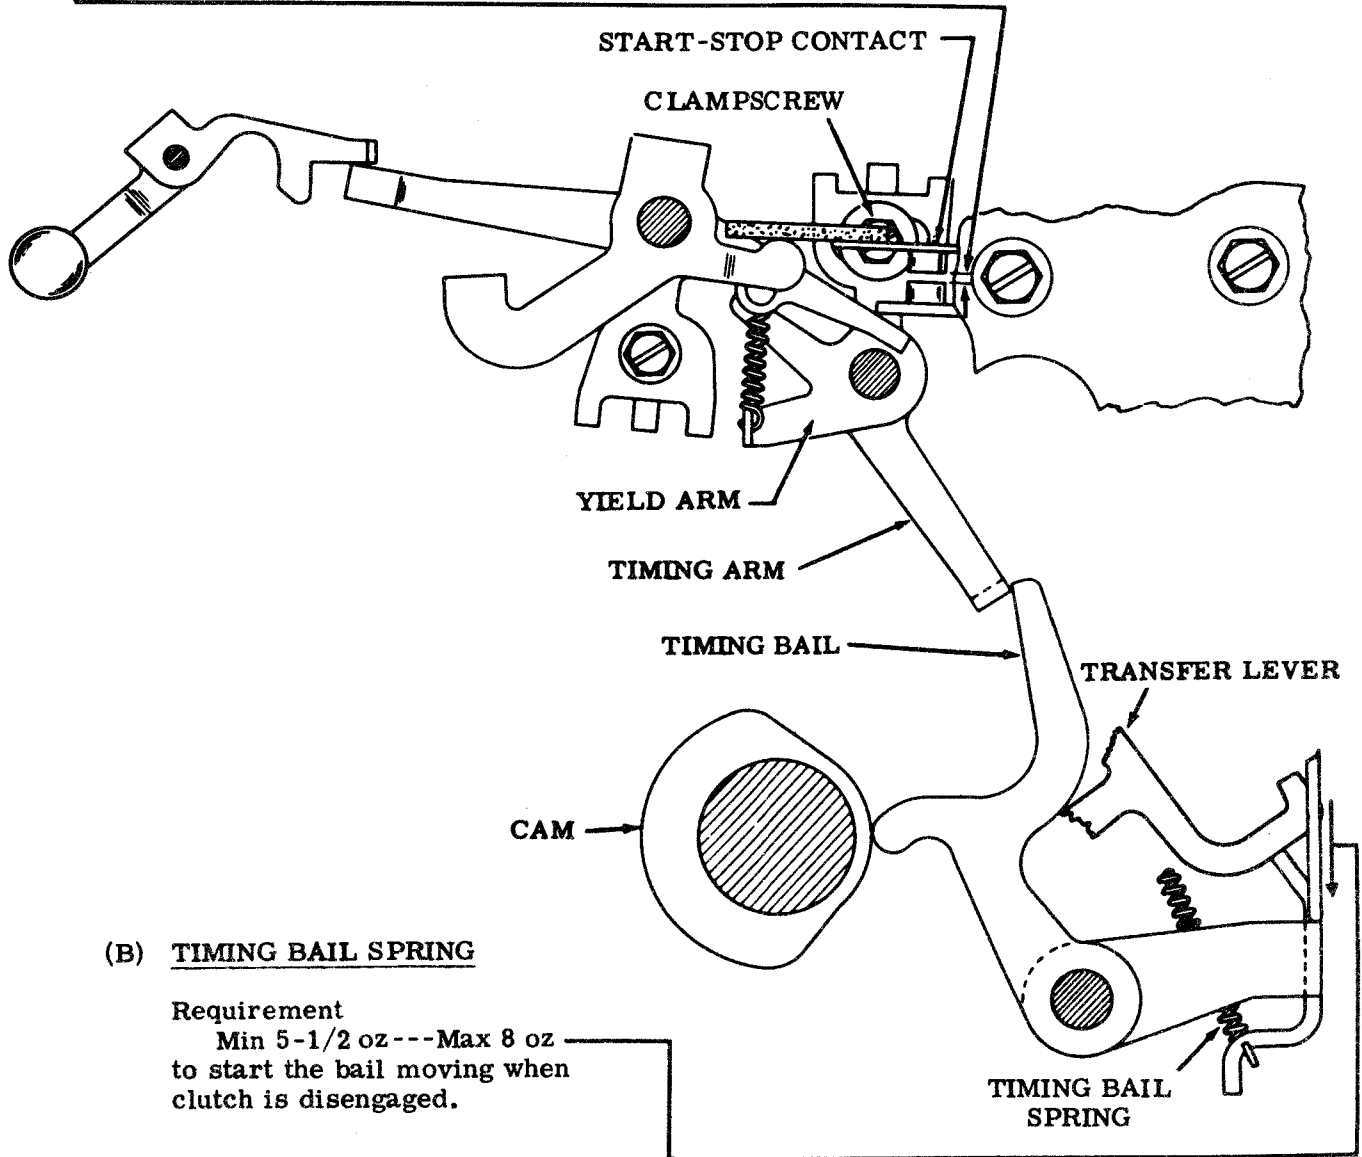 START-STOP CONTACT
CLAMPSCREW
YIELD ARM
TIMING ARM
TIMING BAIL
TRANSFER LEVER
CAM
(B) TIMING BAIL SPRING
Requirement
Min 5-1/2 oz---Max 8 oz
to start the bail moving when
clutch is disengaged.
TIMING BAIL
SPRING